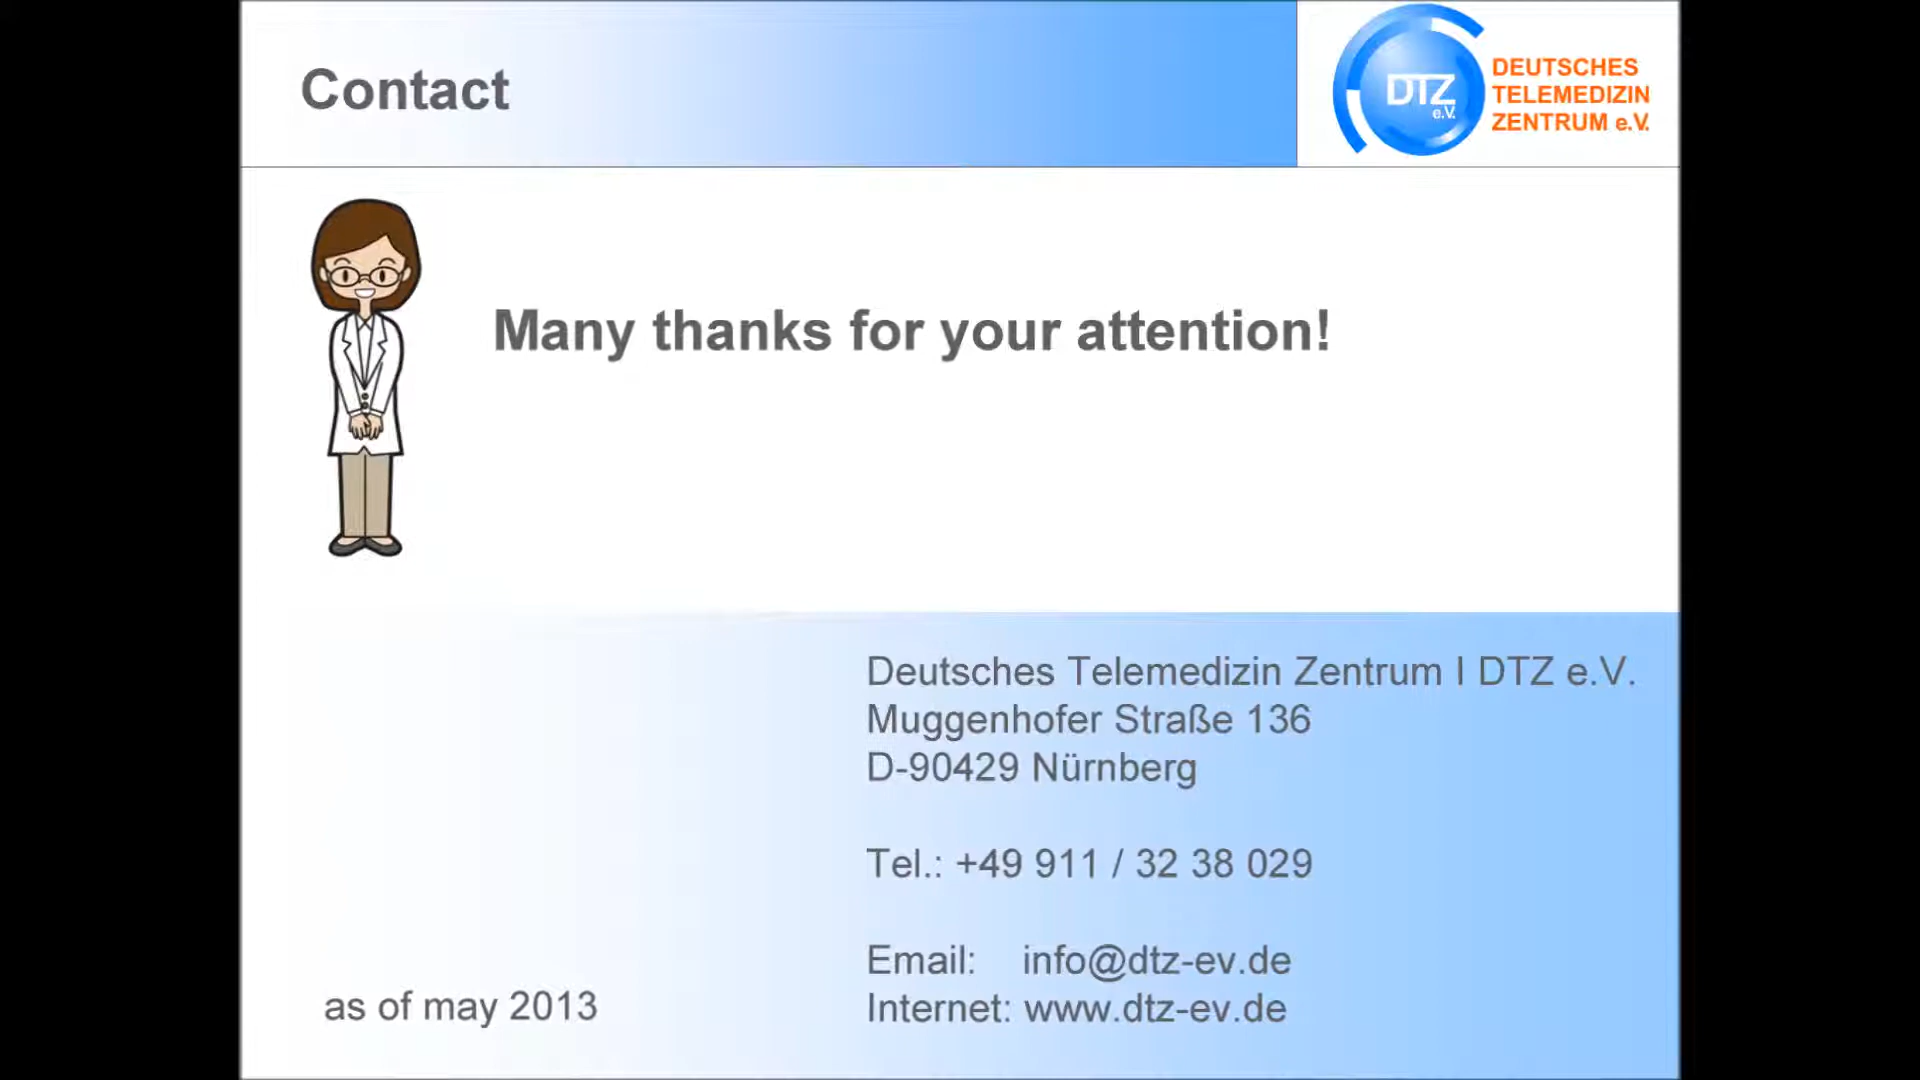 Contact
DTZ
e.V.
DEUTSCHES
TELEMEDIZIN
ZENTRUM e.V.
Many thanks for your attention!
Deutsches Telemedizin Zentrum I DTZ e.V.
Muggenhofer Straße 136
D-90429 Nürnberg
Tel.: +49 911 / 32 38 029
Email: info@dtz-ev.de
Internet: www.dtz-ev.de
as of may 2013